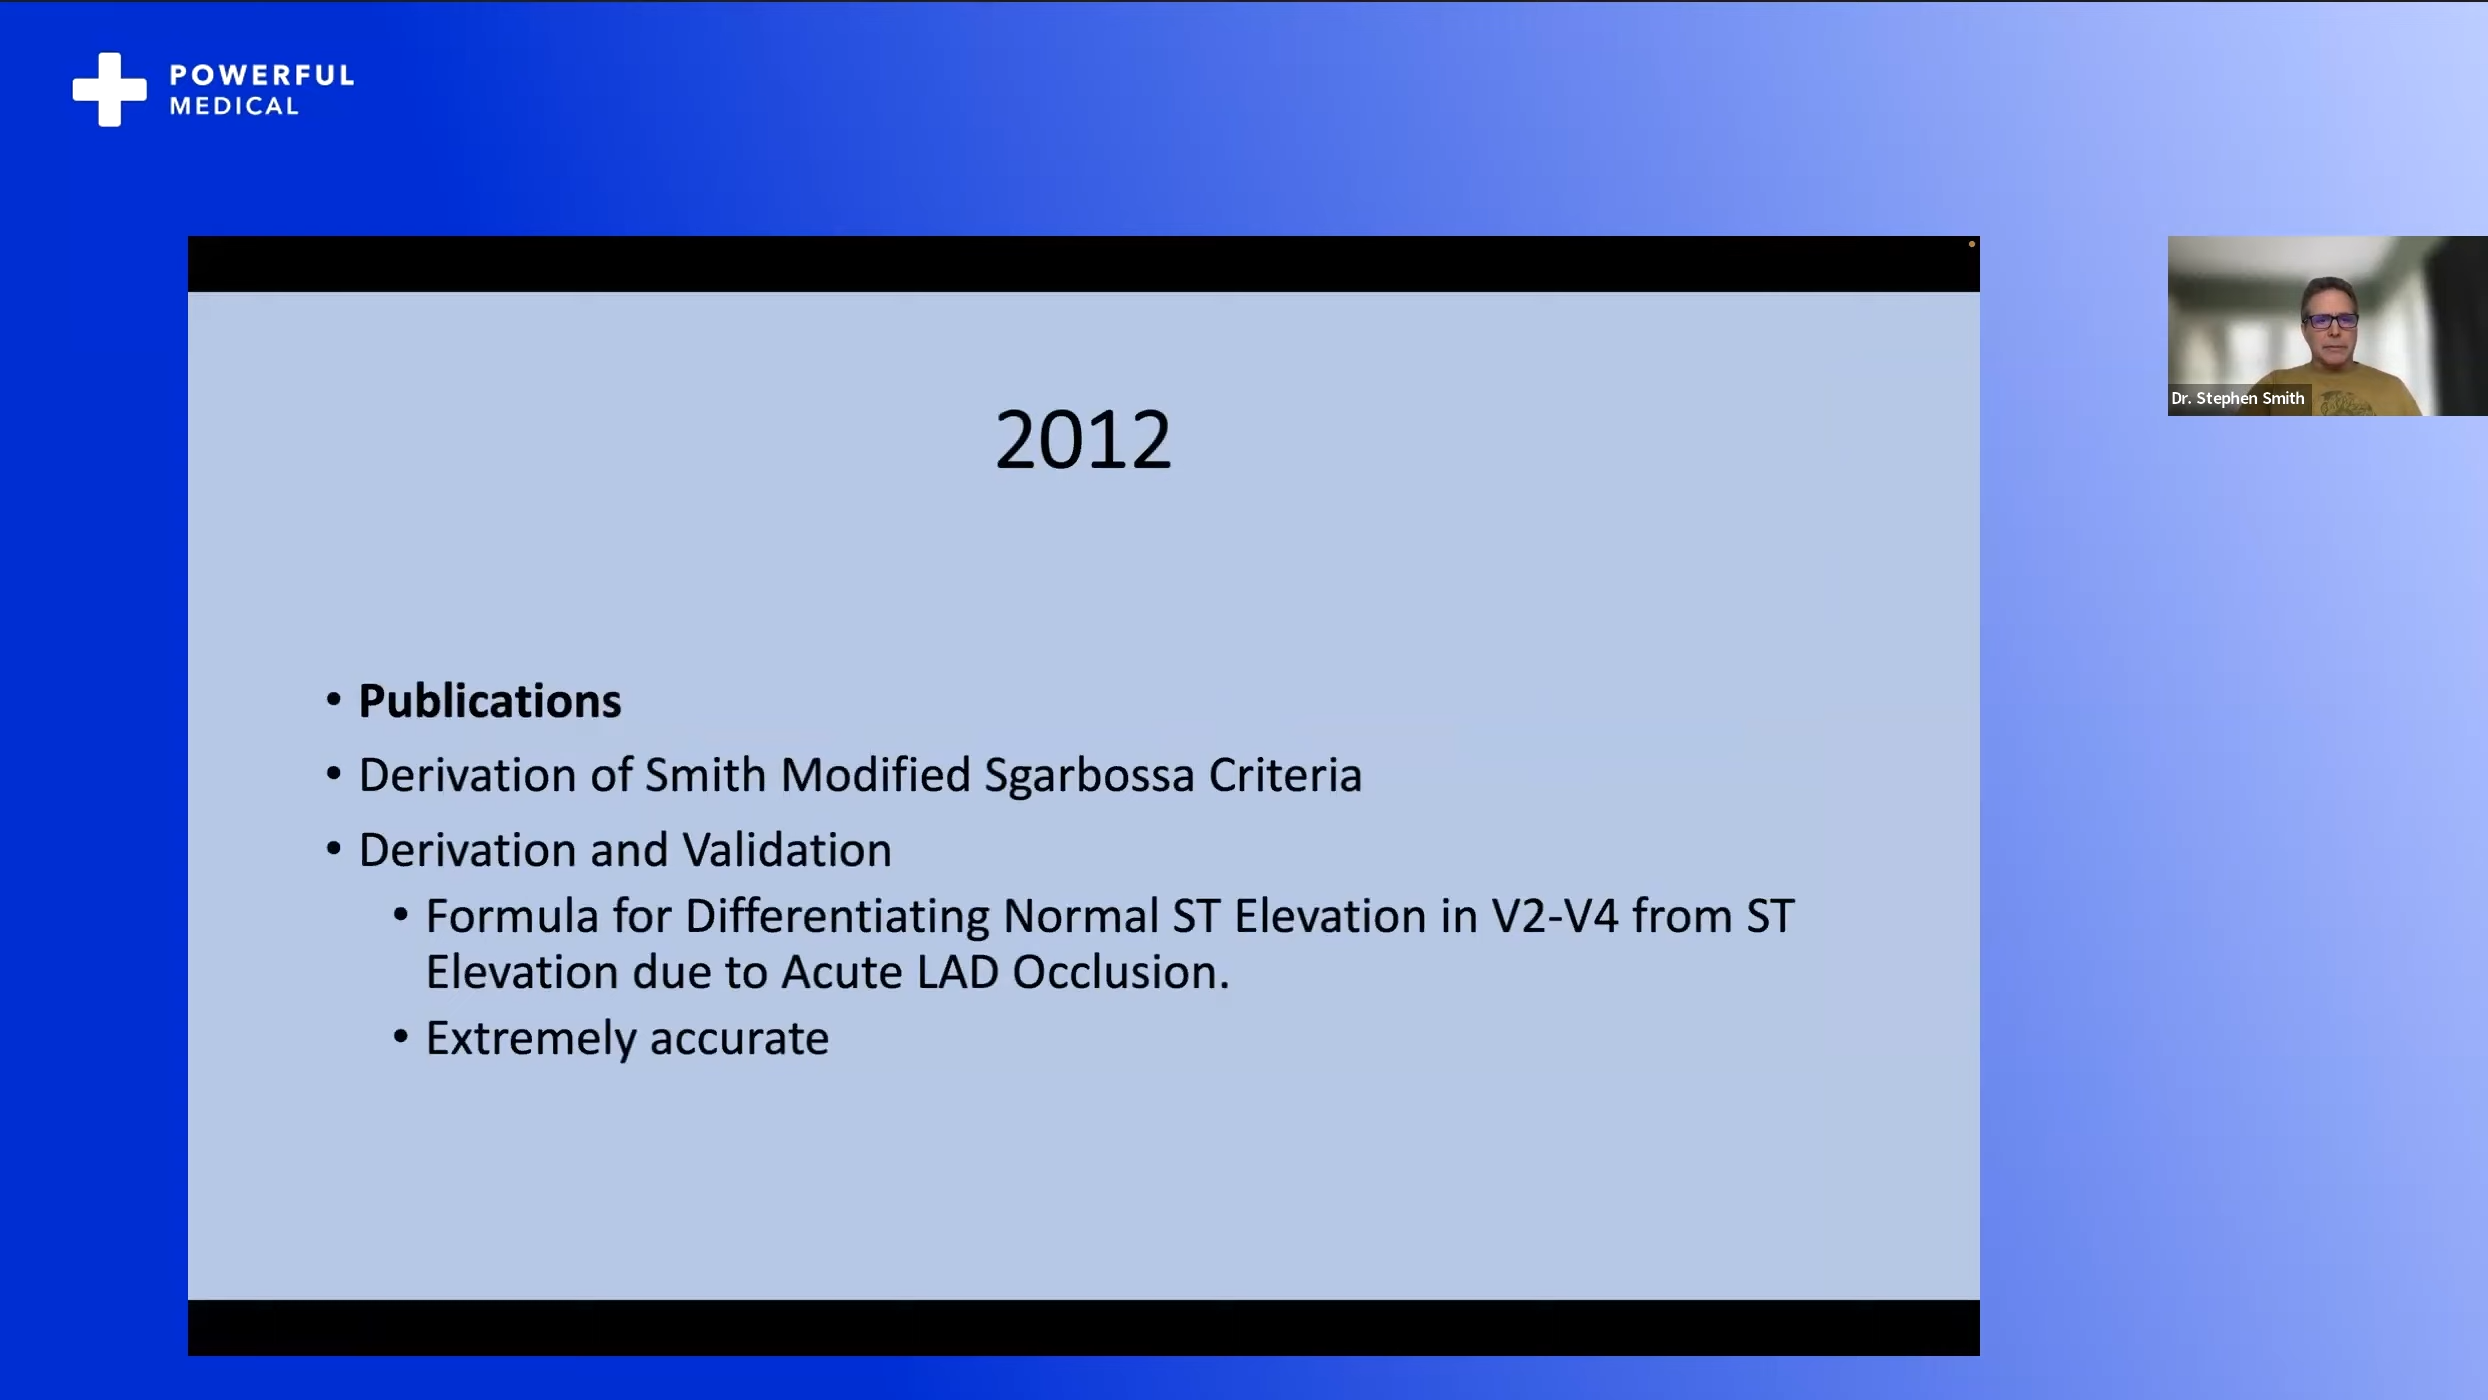 POWERFUL
MEDICAL
2012
• Publications
• Derivation of Smith Modified Sgarbossa Criteria
• Derivation and Validation
• Formula for Differentiating Normal ST Elevation in V2-V4 from ST
Elevation due to Acute LAD Occlusion.
• Extremely accurate
Dr. Stephen Smith